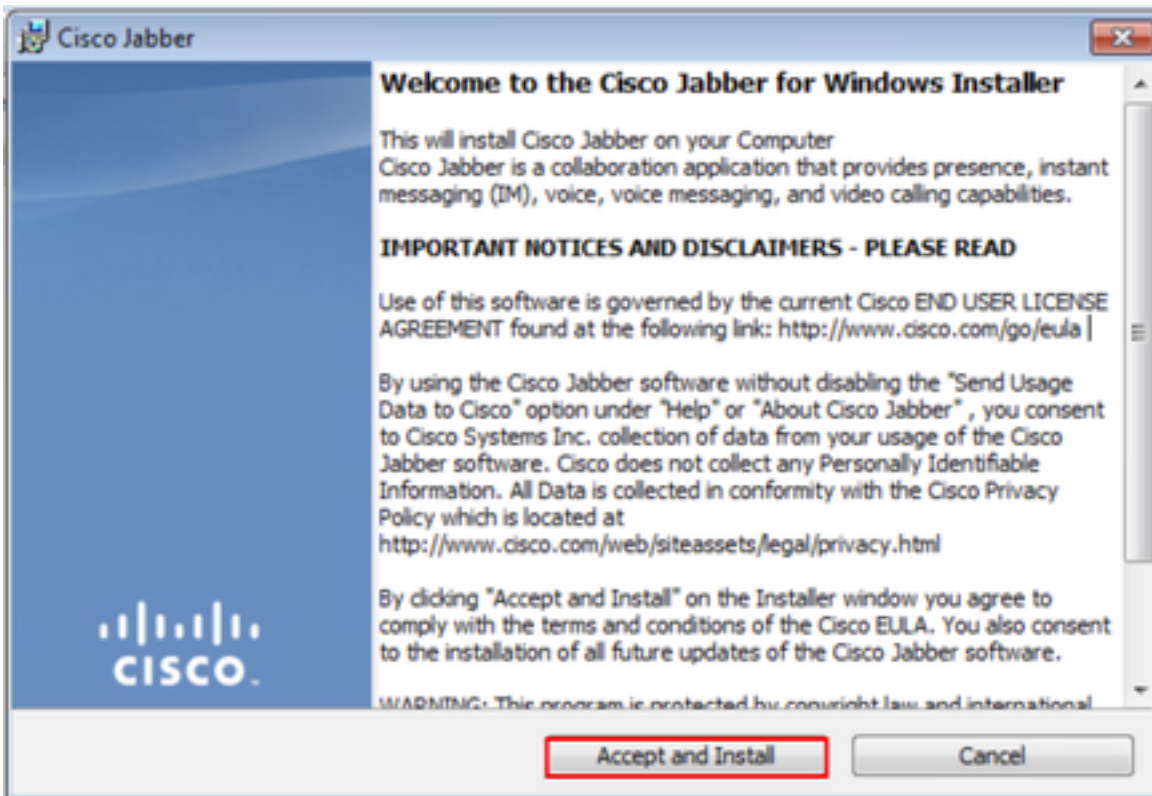 Cisco Jabber
Welcome to the Cisco Jabber for Windows Installer
This will install Cisco Jabber on your Computer
Cisco Jabber is a collaboration application that provides presence, instant
messaging (IM), voice, voice messaging, and video calling capabilities.
IMPORTANT NOTICES AND DISCLAIMERS - PLEASE READ
Use of this software is governed by the current Cisco END USER LICENSE
AGREEMENT found at the following link: http://www.cisco.com/go/eula
By using the Cisco Jabber software without disabling the "Send Usage
Data to Cisco" option under "Help" or "About Cisco Jabber" , you consent
to Cisco Systems Inc. collection of data from your usage of the Cisco
Jabber software. Cisco does not collect any Personally Identifiable
Information. All Data is collected in conformity with the Cisco Privacy
Policy which is located at
http://www.cisco.com/web/siteassets/legal/privacy.html
By clicking "Accept and Install" on the Installer window you agree to
comply with the terms and conditions of the Cisco EULA. You also consent
to the installation of all future updates of the Cisco Jabber software.
WARNING: This program is protected by copyright law and international
CISCO.
Accept and Install
Cancel